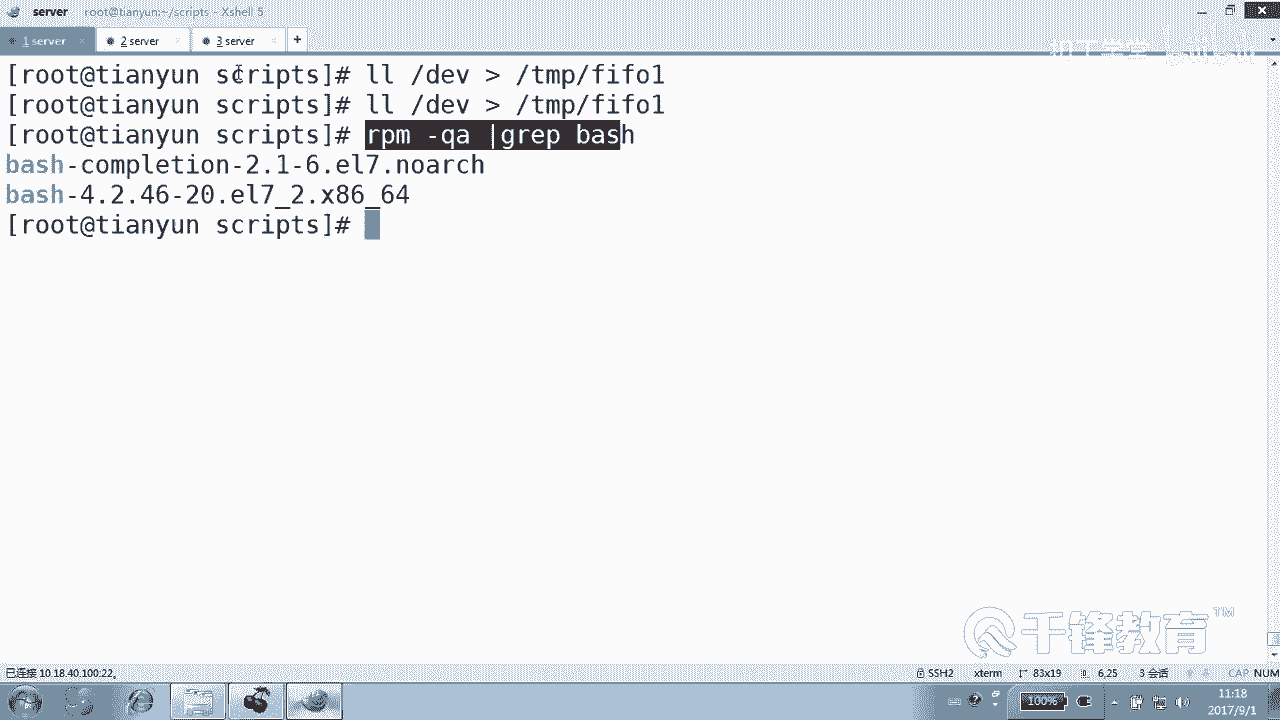 server root@tianyun:~/scripts - Xshell 5
1 server 2 server 3 server +
[root@tianyun scripts]# ll /dev > /tmp/fifo1
[root@tianyun scripts]# ll /dev > /tmp/fifo1
[root@tianyun scripts]# rpm -qa |grep bash
bash-completion-2.1-6.el7.noarch
bash-4.2.46-20.el7_2.x86_64
[root@tianyun scripts]#
千锋教育™
已连接 10.18.40.100:22。 SSH2 xterm 83x19 6,25 3 会话 CAP NUM
100% 11:18
2017/9/1